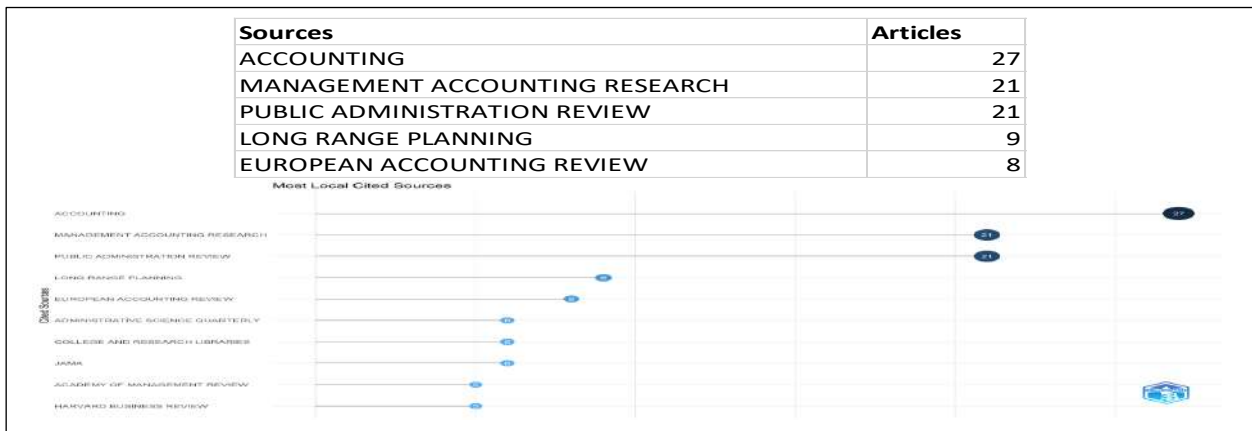 Sources Articles
ACCOUNTING 27
MANAGEMENT ACCOUNTING RESEARCH 21
PUBLIC ADMINISTRATION REVIEW 21
LONG RANGE PLANNING 9
EUROPEAN ACCOUNTING REVIEW 8
Most Local Cited Sources
Cited Sources
ACCOUNTING 27
MANAGEMENT ACCOUNTING RESEARCH 21
PUBLIC ADMINISTRATION REVIEW 21
LONG RANGE PLANNING
EUROPEAN ACCOUNTING REVIEW
ADMINISTRATIVE SCIENCE QUARTERLY
COLLEGE AND RESEARCH LIBRARIES
JAMA
ACADEMY OF MANAGEMENT REVIEW
HARVARD BUSINESS REVIEW